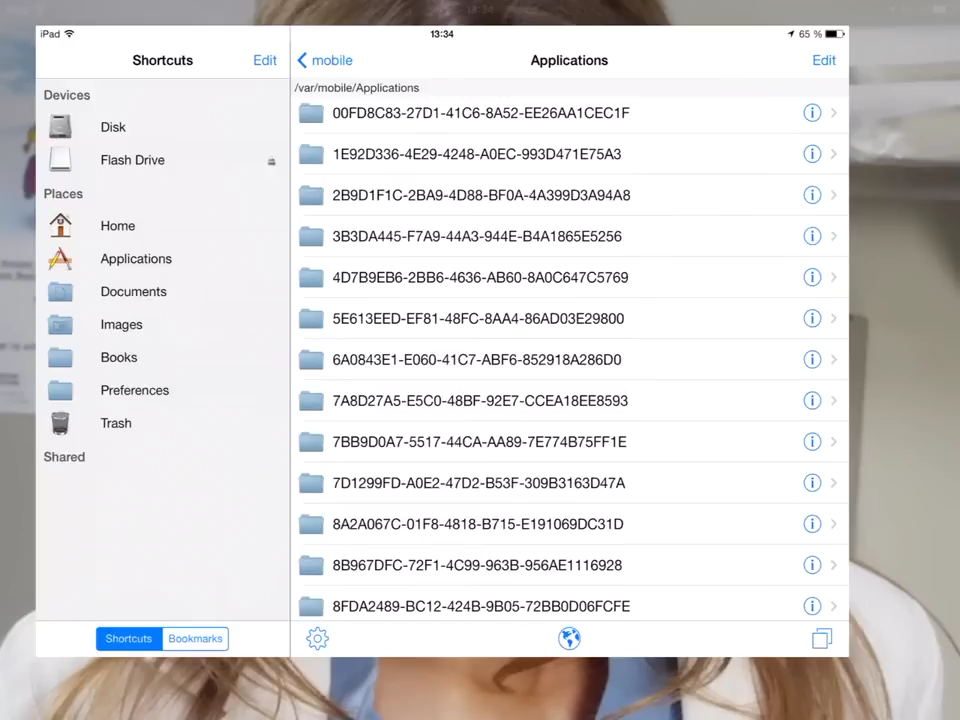 iPad
13:34
65 %
Shortcuts
Edit
mobile
Applications
Edit
/var/mobile/Applications
Devices
Disk
Flash Drive
Places
Home
Applications
Documents
Images
Books
Preferences
Trash
Shared
00FD8C83-27D1-41C6-8A52-EE26AA1CEC1F
1E92D336-4E29-4248-A0EC-993D471E75A3
2B9D1F1C-2BA9-4D88-BF0A-4A399D3A94A8
3B3DA445-F7A9-44A3-944E-B4A1865E5256
4D7B9EB6-2BB6-4636-AB60-8A0C647C5769
5E613EED-EF81-48FC-8AA4-86AD03E29800
6A0843E1-E060-41C7-ABF6-852918A286D0
7A8D27A5-E5C0-48BF-92E7-CCEA18EE8593
7BB9D0A7-5517-44CA-AA89-7E774B75FF1E
7D1299FD-A0E2-47D2-B53F-309B3163D47A
8A2A067C-01F8-4818-B715-E191069DC31D
8B967DFC-72F1-4C99-963B-956AE1116928
8FDA2489-BC12-424B-9B05-72BB0D06FCFE
Shortcuts
Bookmarks